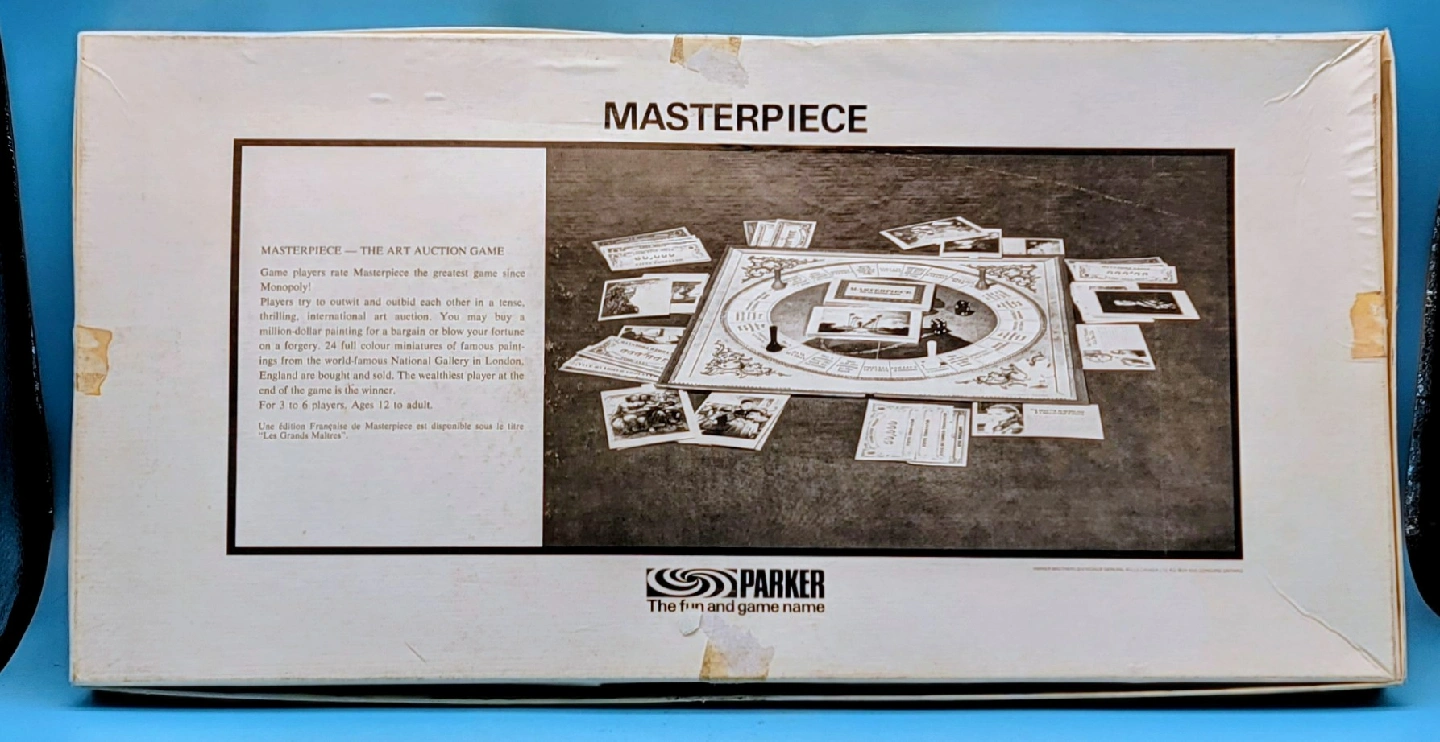 MASTERPIECE
MASTERPIECE — THE ART AUCTION GAME
Game players rate Masterpiece the greatest game since
Monopoly!
Players try to outwit and outbid each other in a tense,
thrilling, international art auction. You may buy a
million-dollar painting for a bargain or blow your fortune
on a forgery. 24 full colour miniatures of famous paint-
ings from the world-famous National Gallery in London,
England are bought and sold. The wealthiest player at the
end of the game is the winner.
For 3 to 6 players, Ages 12 to adult.
Une édition Française de Masterpiece est disponible sous le titre
"Les Grands Maîtres".
MASTERPIECE
PARKER
The fun and game name